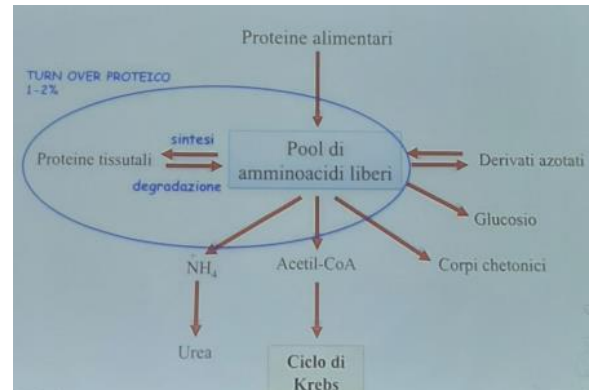 Proteine alimentari
TURN OVER PROTEICO
1-2%
sintesi
Proteine tissutali
degradazione
Pool di
amminoacidi liberi
Derivati azotati
Glucosio
NH₄
Acetil-CoA
Corpi chetonici
Urea
Ciclo di
Krebs